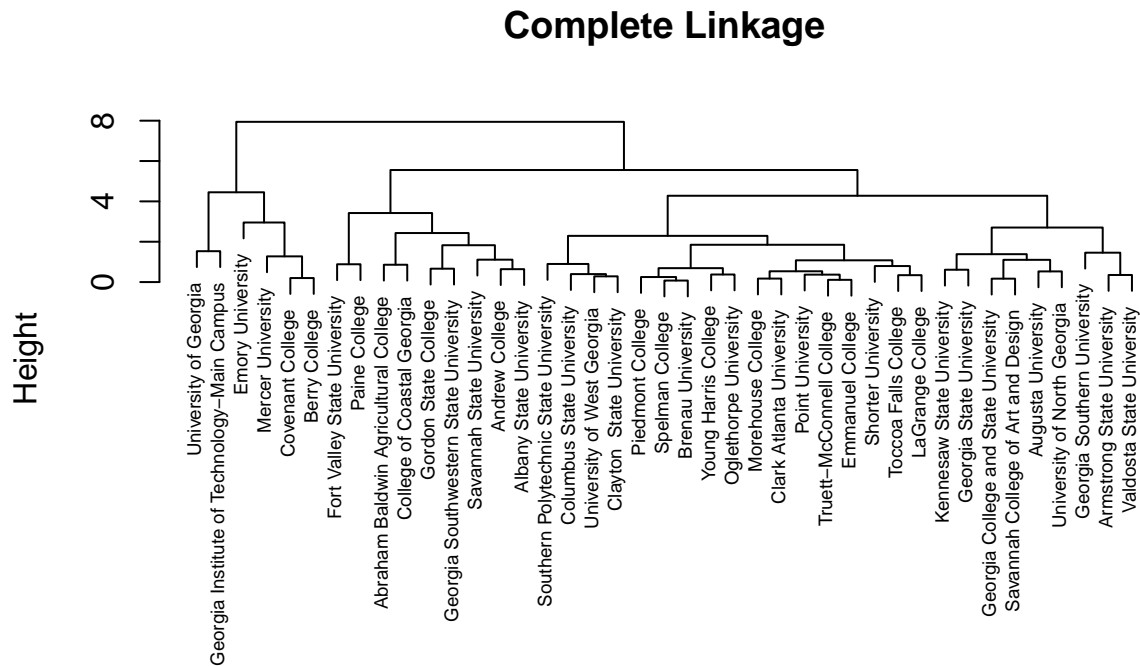 Complete Linkage
Height
8
4
0
University of Georgia
Georgia Institute of Technology−Main Campus
Emory University
Mercer University
Covenant College
Berry College
Fort Valley State University
Paine College
Abraham Baldwin Agricultural College
College of Coastal Georgia
Gordon State College
Georgia Southwestern State University
Savannah State University
Andrew College
Albany State University
Southern Polytechnic State University
Columbus State University
University of West Georgia
Clayton State University
Piedmont College
Spelman College
Brenau University
Young Harris College
Oglethorpe University
Morehouse College
Clark Atlanta University
Point University
Truett−McConnell College
Emmanuel College
Shorter University
Toccoa Falls College
LaGrange College
Kennesaw State University
Georgia State University
Georgia College and State University
Savannah College of Art and Design
Augusta University
University of North Georgia
Georgia Southern University
Armstrong State University
Valdosta State University